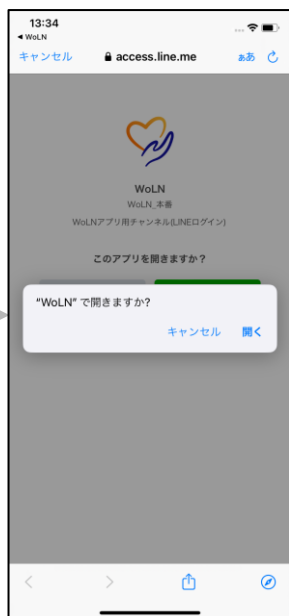 13:34
◀ WoLN
キャンセル
access.line.me
ぁあ
WoLN
WoLN_本番
WoLNアプリ用チャンネル(LINEログイン)
このアプリを開きますか？
“WoLN” で開きますか?
キャンセル
開く